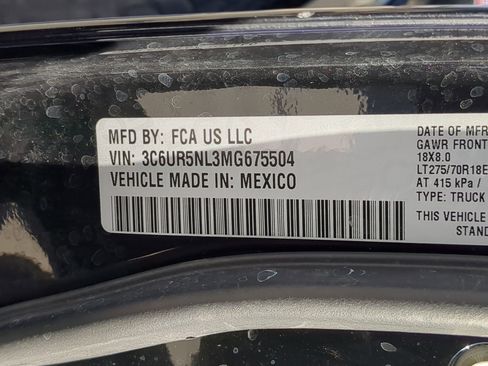 MFD BY: FCA US LLC
VIN: 3C6UR5NL3MG675504
VEHICLE MADE IN: MEXICO
DATE OF MFR
GAWR FRONT
18X8.0
LT275/70R18E
AT 415 kPa /
TYPE: TRUCK
THIS VEHICLE
STAND